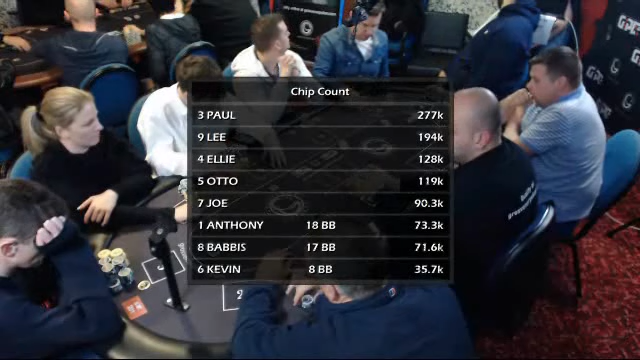 Chip Count
3 PAUL 277k
9 LEE 194k
4 ELLIE 128k
5 OTTO 119k
7 JOE 90.3k
1 ANTHONY 18 BB 73.3k
8 BABBIS 17 BB 71.6k
6 KEVIN 8 BB 35.7k
GPC